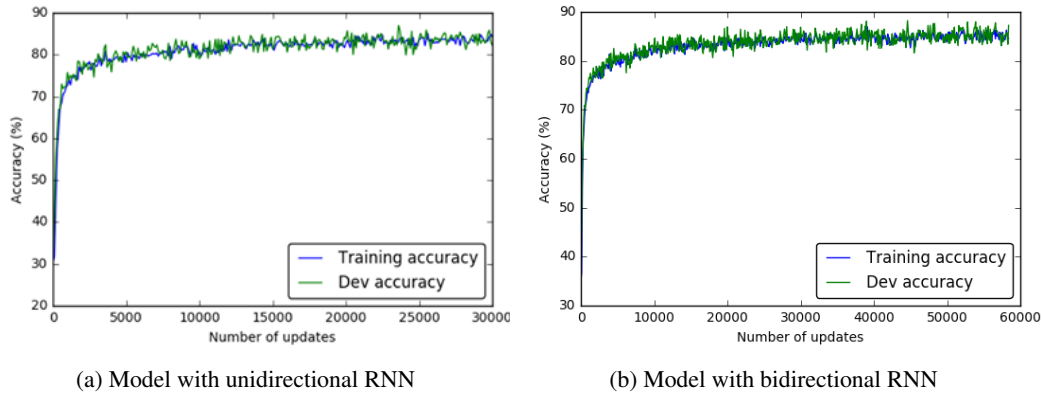 90
80
70
60
50
40
30
20
Accuracy (%)
Training accuracy
Dev accuracy
0 5000 10000 15000 20000 25000 30000
Number of updates
(a) Model with unidirectional RNN
90
80
70
60
50
40
30
Accuracy (%)
Training accuracy
Dev accuracy
0 10000 20000 30000 40000 50000 60000
Number of updates
(b) Model with bidirectional RNN